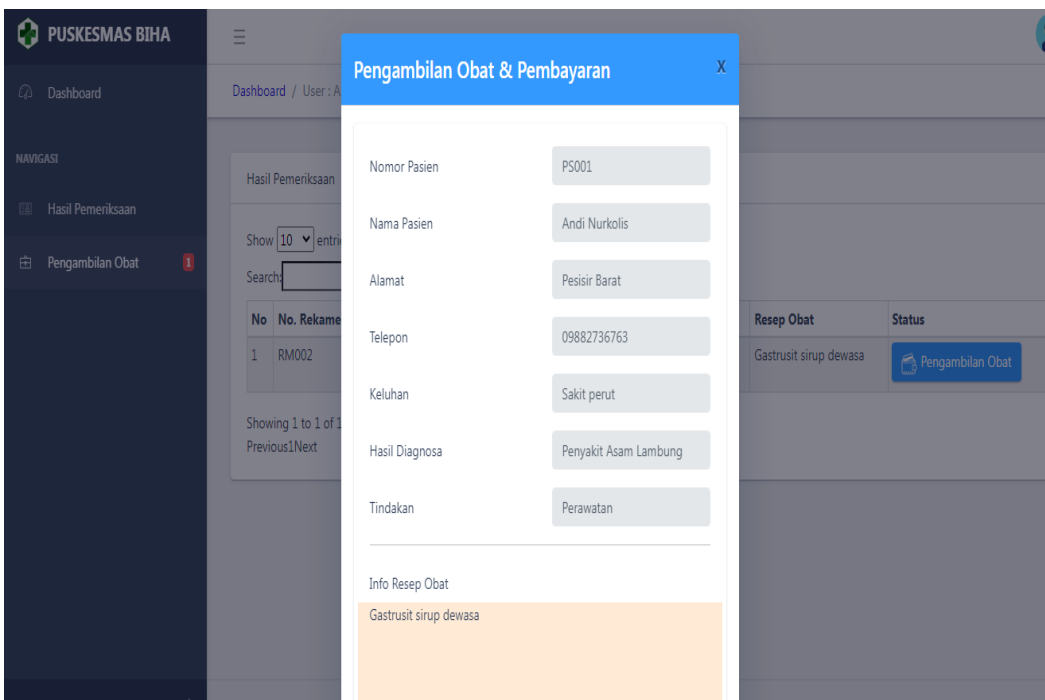 PUSKESMAS BIHA
Dashboard
NAVIGASI
Hasil Pemeriksaan
Pengambilan Obat 1
Dashboard / User : A
Hasil Pemeriksaan
Show 10 entri
Search:
No No. Rekame Resep Obat Status
1 RM002 Gastrusit sirup dewasa Pengambilan Obat
Showing 1 to 1 of 1
Previous1Next
Pengambilan Obat & Pembayaran X
Nomor Pasien PS001
Nama Pasien Andi Nurkolis
Alamat Pesisir Barat
Telepon 09882736763
Keluhan Sakit perut
Hasil Diagnosa Penyakit Asam Lambung
Tindakan Perawatan
Info Resep Obat
Gastrusit sirup dewasa